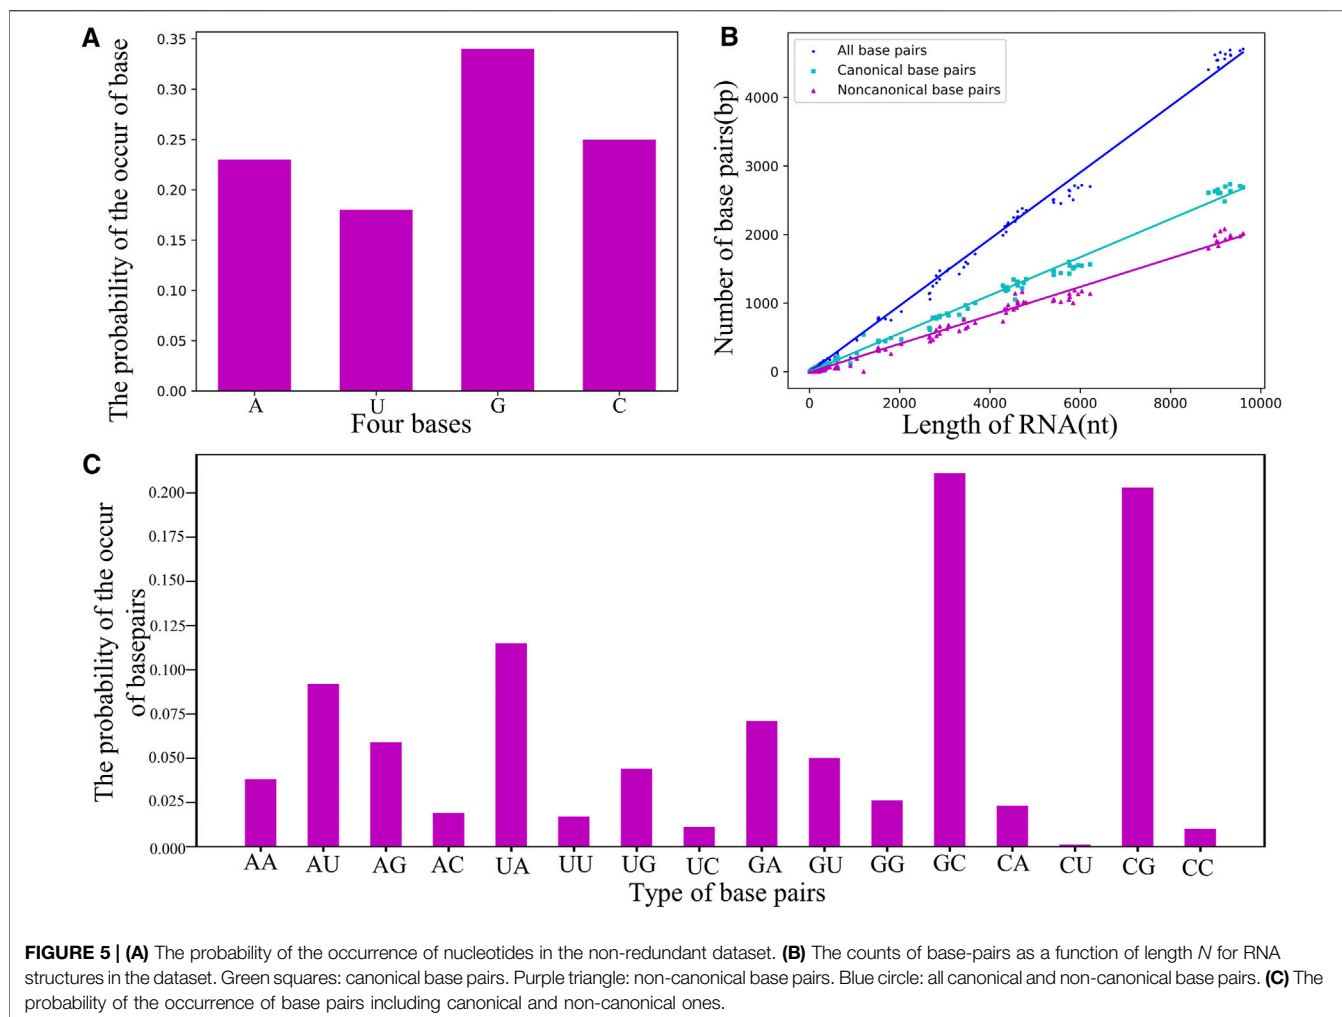 A
The probability of the occur of base
0.35
0.30
0.25
0.20
0.15
0.10
0.05
0.00
A U G C
Four bases
B
Number of base pairs(bp)
All base pairs
Canonical base pairs
Noncanonical base pairs
4000
3000
2000
1000
0
0 2000 4000 6000 8000 10000
Length of RNA(nt)
C
The probability of the occur
of basepairs
0.200
0.175
0.150
0.125
0.100
0.075
0.050
0.025
0.000
AA AU AG AC UA UU UG UC GA GU GG GC CA CU CG CC
Type of base pairs
FIGURE 5 | (A) The probability of the occurrence of nucleotides in the non-redundant dataset. (B) The counts of base-pairs as a function of length N for RNA
structures in the dataset. Green squares: canonical base pairs. Purple triangle: non-canonical base pairs. Blue circle: all canonical and non-canonical base pairs. (C) The
probability of the occurrence of base pairs including canonical and non-canonical ones.